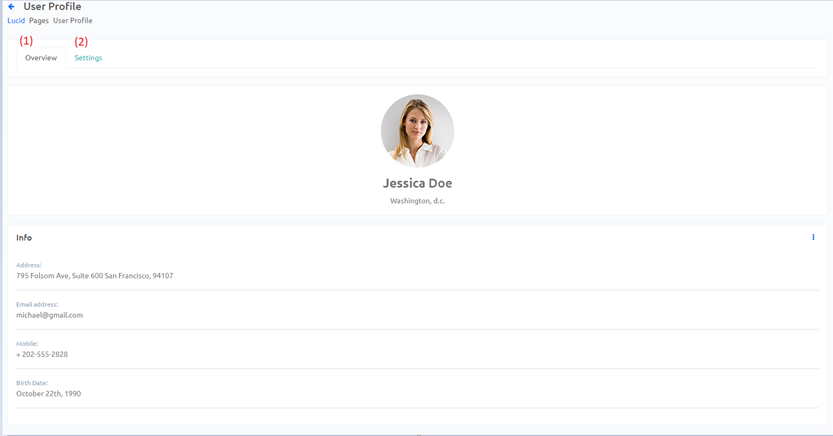 User Profile
Lucid Pages User Profile
(1) (2)
Overview Settings
Jessica Doe
Washington, d.c.
Info
Address:
795 Folsom Ave, Suite 600 San Francisco, 94107
Email address:
michael@gmail.com
Mobile:
+ 202-555-2828
Birth Date:
October 22th, 1990